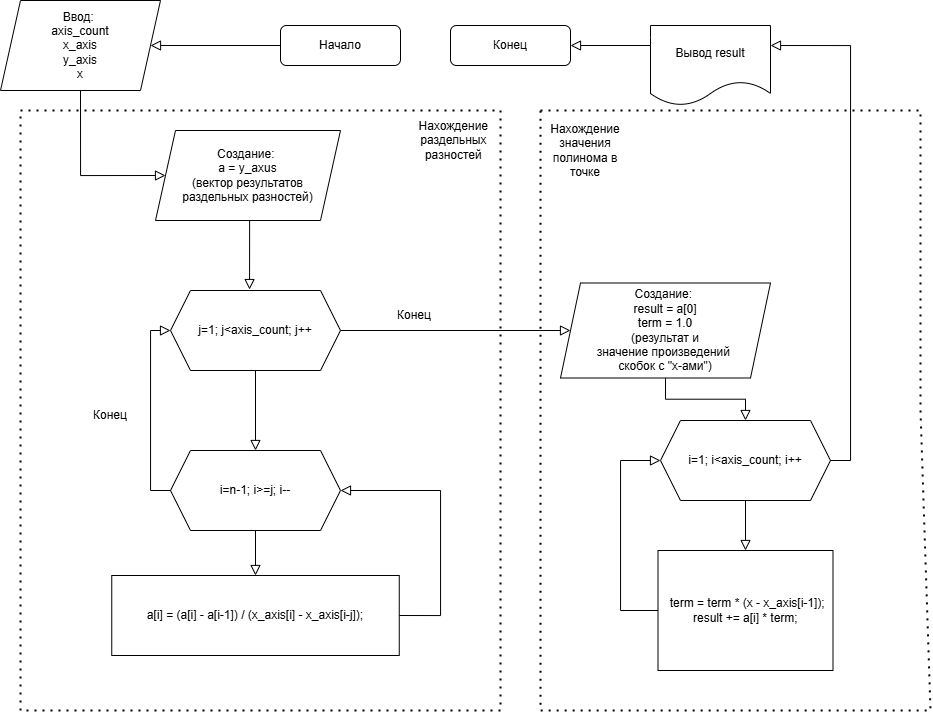 Ввод:
axis_count
x_axis
y_axis
x
Начало
Конец
Вывод result
Нахождение
раздельных
разностей
Нахождение
значения
полинома в
точке
Создание:
a = y_axus
(вектор результатов
раздельных разностей)
j=1; j<axis_count; j++
Конец
Создание:
result = a[0]
term = 1.0
(результат и
значение произведений
скобок с "x-ами")
Конец
i=n-1; i>=j; i--
i=1; i<axis_count; i++
a[i] = (a[i] - a[i-1]) / (x_axis[i] - x_axis[i-j]);
term = term * (x - x_axis[i-1]);
result += a[i] * term;